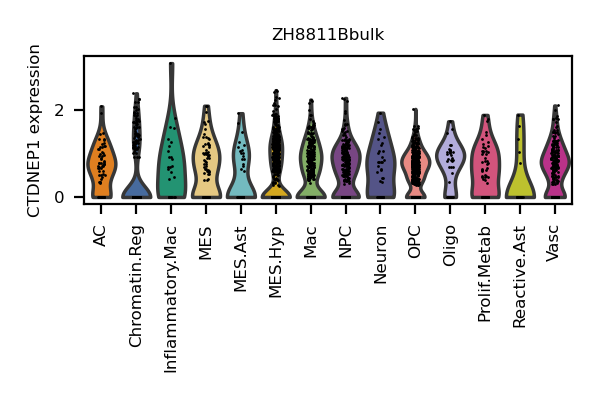 ZH8811Bbulk
CTDNEP1 expression
2
0
AC
Chromatin.Reg
Inflammatory.Mac
MES
MES.Ast
MES.Hyp
Mac
NPC
Neuron
OPC
Oligo
Prolif.Metab
Reactive.Ast
Vasc